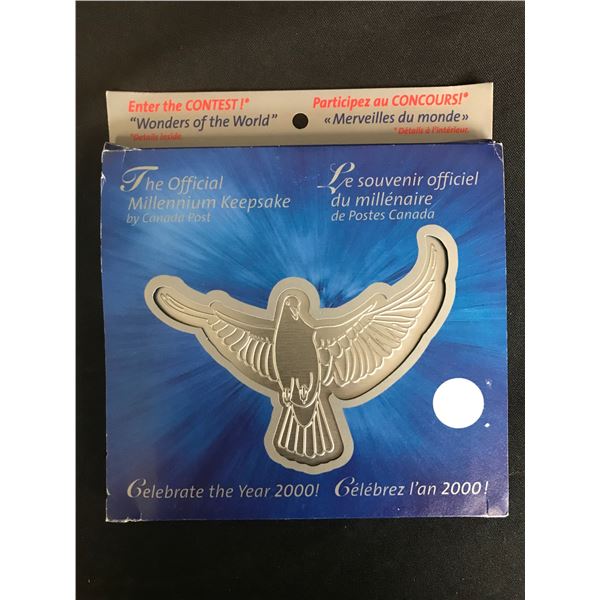 Enter the CONTEST!*
"Wonders of the World"
*Details inside.
Participez au CONCOURS!*
«Merveilles du monde»
*Détails à l'intérieur.
The Official
Millennium Keepsake
by Canada Post
Le souvenir officiel
du millénaire
de Postes Canada
Celebrate the Year 2000!
Célébrez l'an 2000!